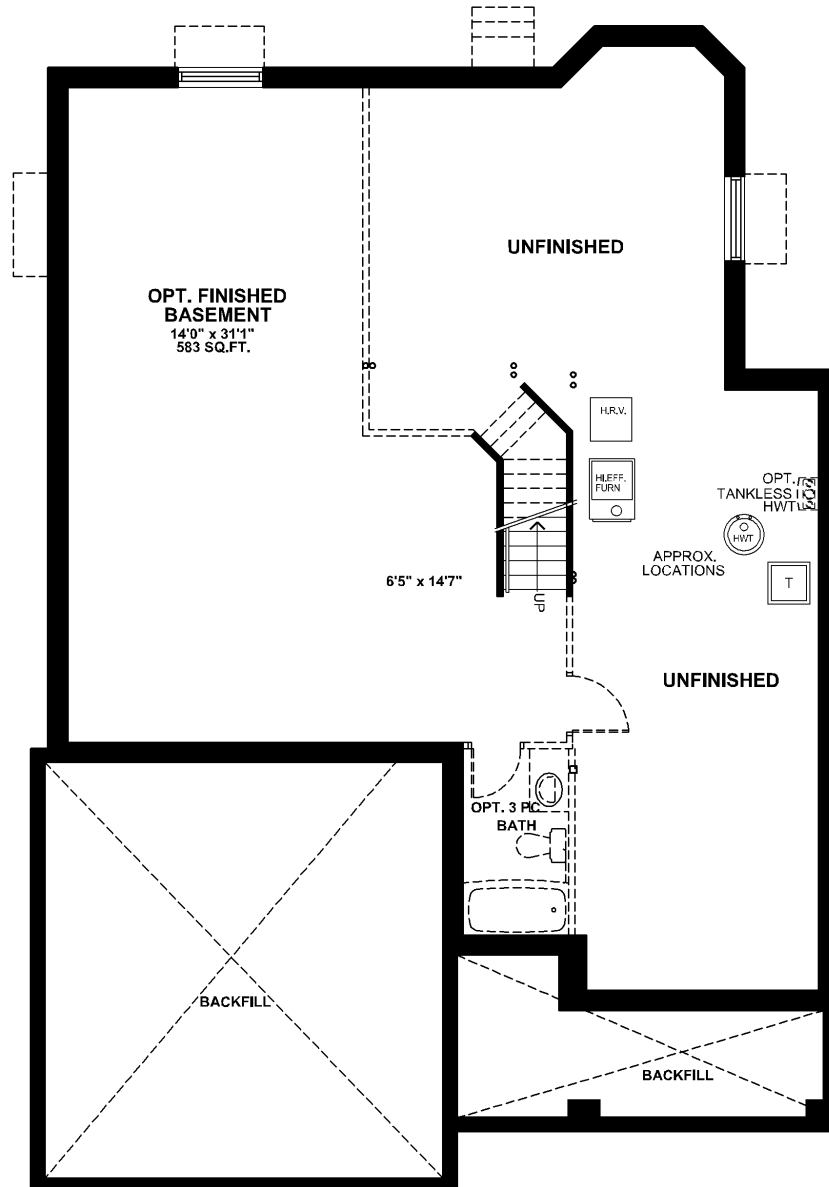 UNFINISHED
OPT. FINISHED
BASEMENT
14'0" x 31'1"
583 SQ.FT.
H.R.V.
HI.EFF.
FURN
OPT.
TANKLESS
HWT
HWT
APPROX.
LOCATIONS
T
6'5" x 14'7"
UP
UNFINISHED
OPT. 3 PC
BATH
BACKFILL
BACKFILL